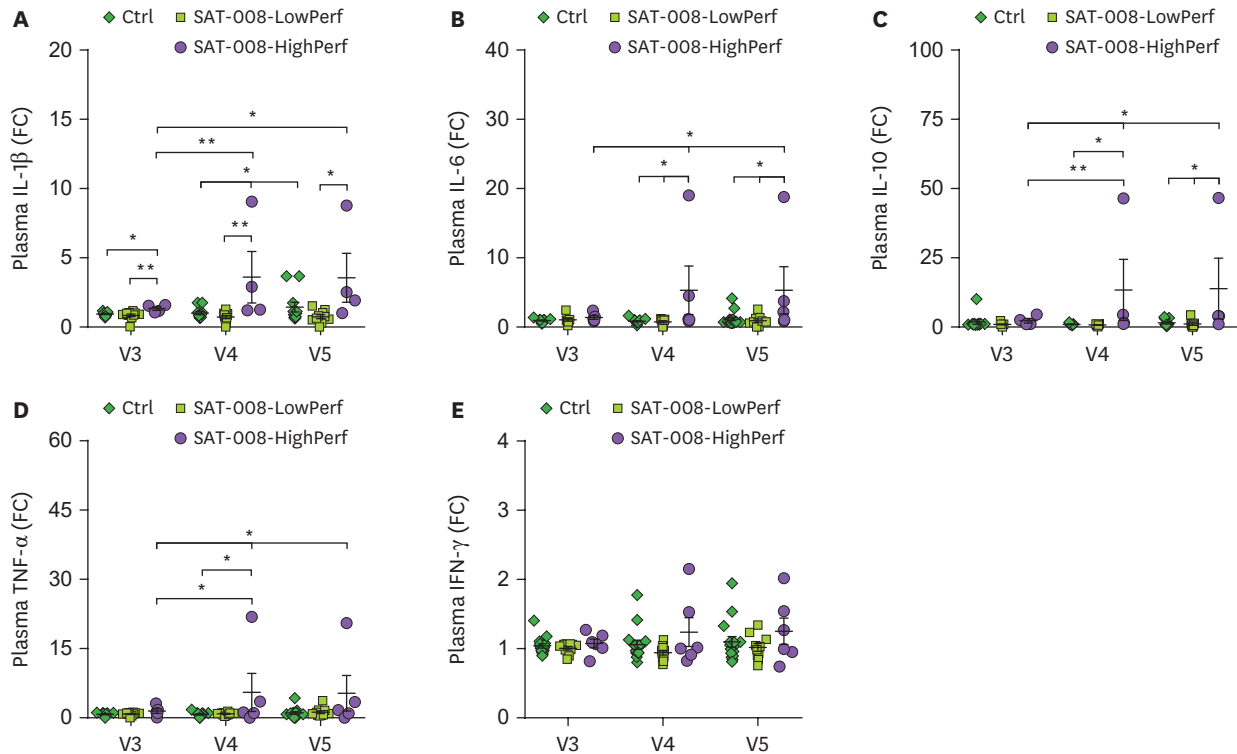 A
Ctrl SAT-008-LowPerf
SAT-008-HighPerf
Plasma IL-1β (FC)
20
15
10
5
0
*
**
* *
* **
* **
V3 V4 V5
B
Ctrl SAT-008-LowPerf
SAT-008-HighPerf
Plasma IL-6 (FC)
40
30
20
10
0
*
* *
V3 V4 V5
C
Ctrl SAT-008-LowPerf
SAT-008-HighPerf
Plasma IL-10 (FC)
100
75
50
25
0
*
*
** *
V3 V4 V5
D
Ctrl SAT-008-LowPerf
SAT-008-HighPerf
Plasma TNF-α (FC)
60
45
30
15
0
*
*
*
V3 V4 V5
E
Ctrl SAT-008-LowPerf
SAT-008-HighPerf
Plasma IFN-γ (FC)
4
3
2
1
0
V3 V4 V5